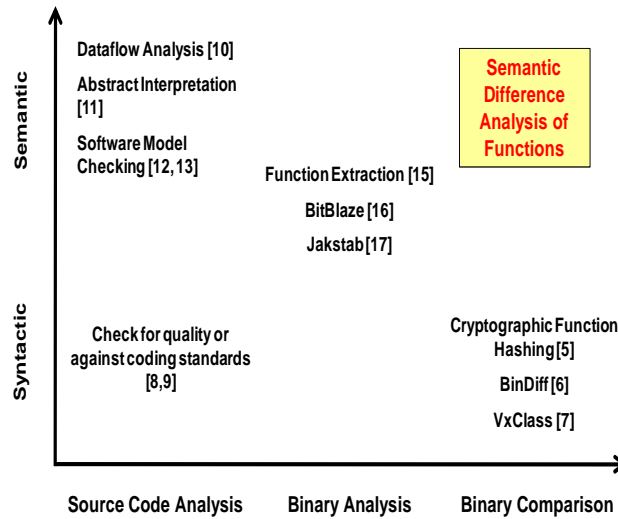 Semantic
Syntactic
Dataflow Analysis [10]
Abstract Interpretation
[11]
Software Model
Checking [12, 13]
Function Extraction [15]
BitBlaze [16]
Jakstab [17]
Semantic
Difference
Analysis of
Functions
Check for quality or
against coding standards
[8,9]
Cryptographic Function
Hashing [5]
BinDiff [6]
VxClass [7]
Source Code Analysis
Binary Analysis
Binary Comparison